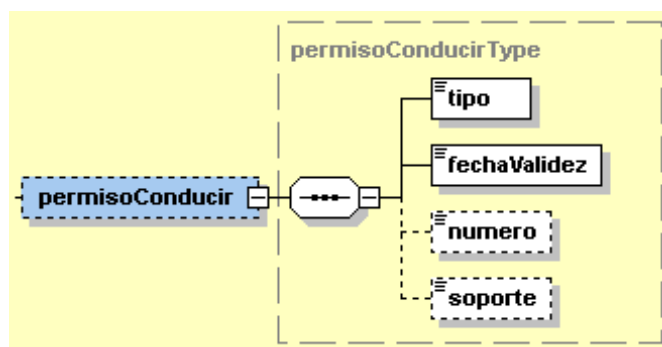 permisoConducirType
tipo
fechaValidez
permisoConducir
numero
soporte